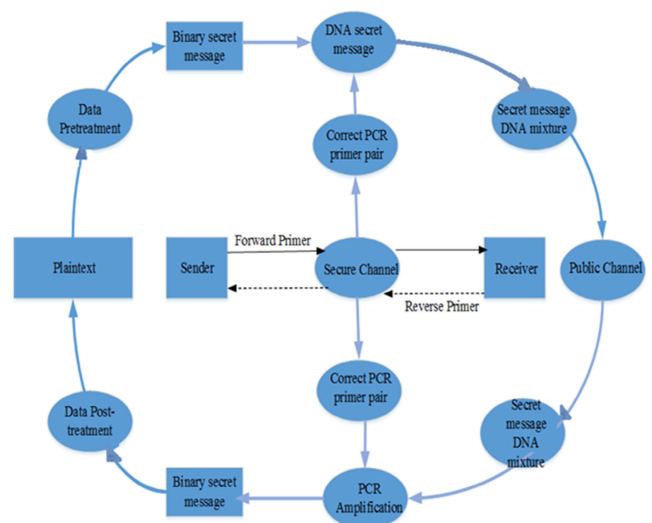 Binary secret
message
DNA secret
message
Data
Pretreatment
Secret message
DNA mixture
Correct PCR
primer pair
Plaintext
Sender
Forward Primer
Secure Channel
Receiver
Public Channel
Reverse Primer
Correct PCR
primer pair
Data Post-
treatment
Secret
message
DNA
mixture
Binary secret
message
PCR
Amplification